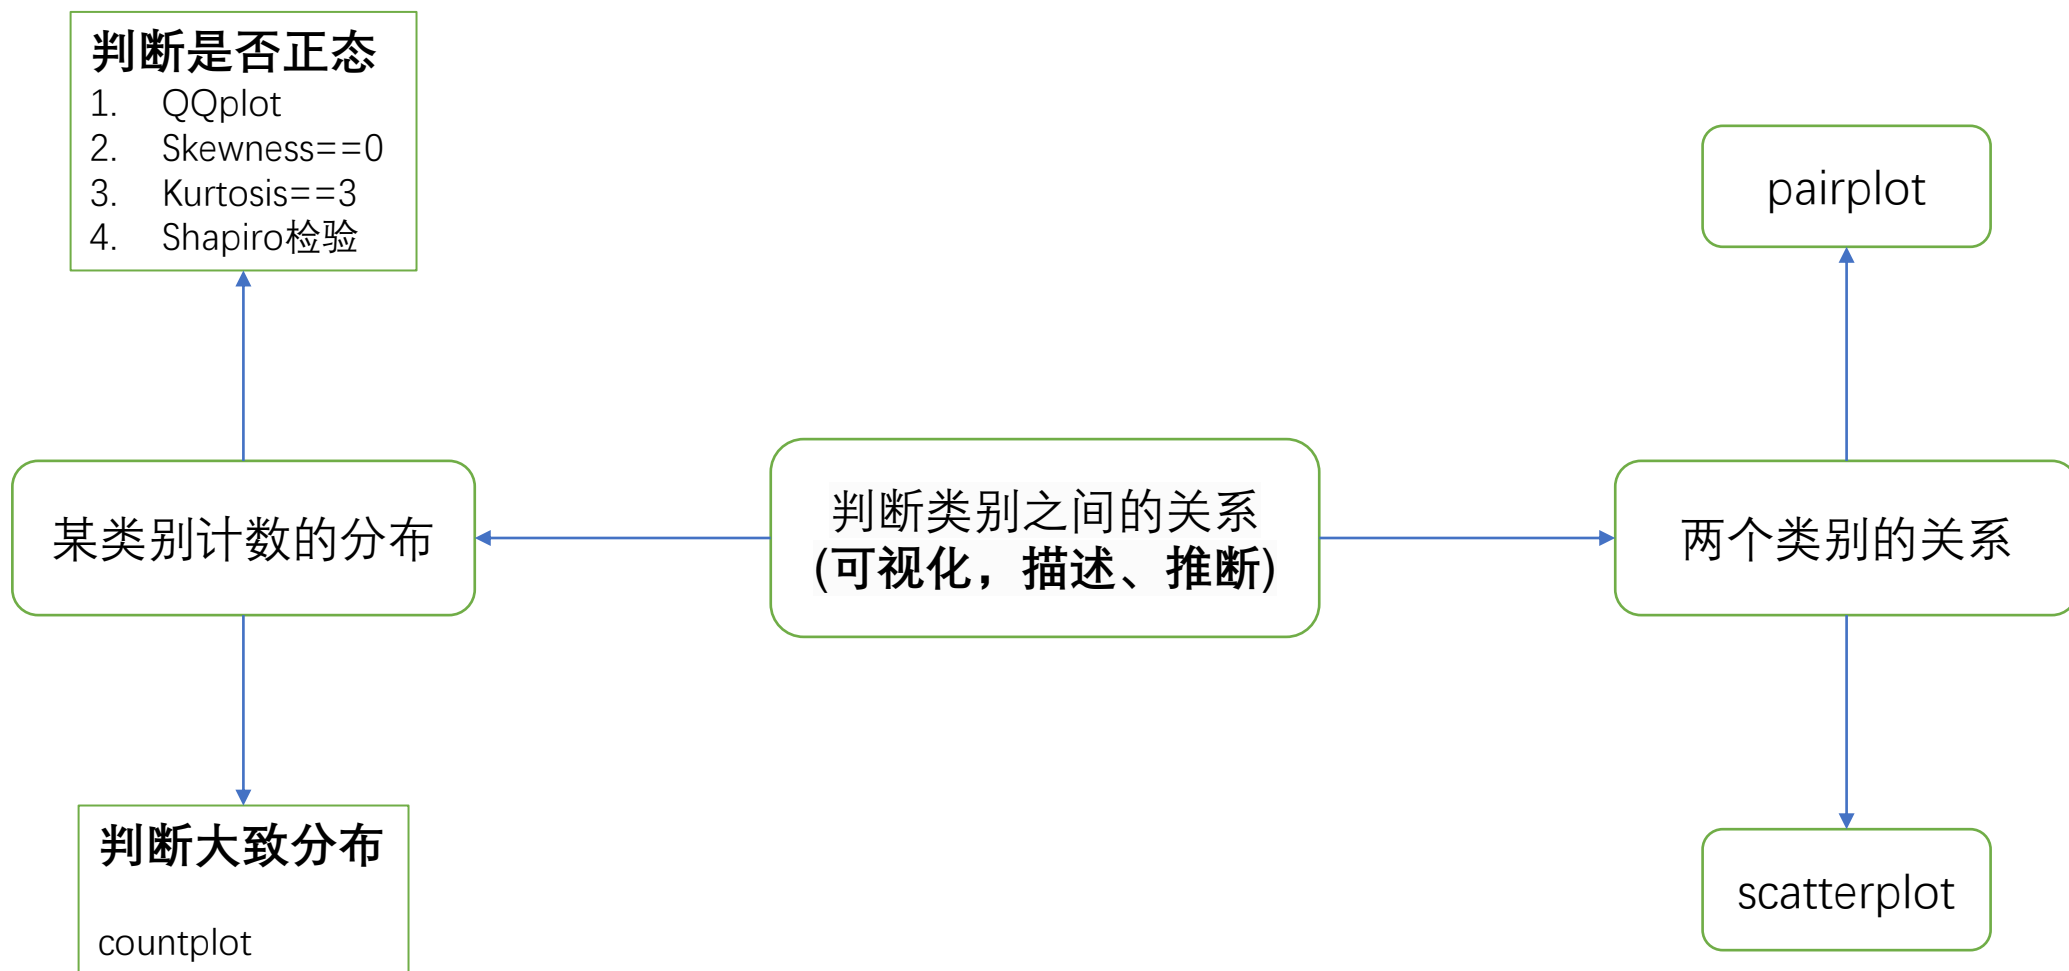 判断是否正态
1. QQplot
2. Skewness==0
3. Kurtosis==3
4. Shapiro检验
pairplot
某类别计数的分布
判断类别之间的关系
(可视化，描述、推断)
两个类别的关系
判断大致分布
countplot
scatterplot